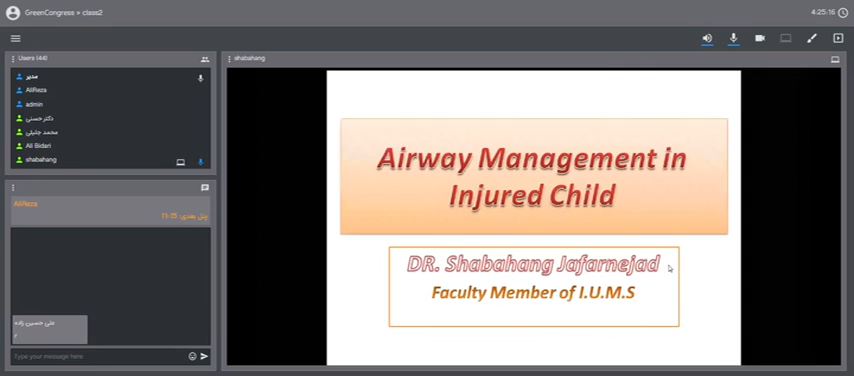 GreenCongress » class2
4:25:16
Users (44)
مدیر
AliReza
admin
دکتر حسنی
محمد جلیلی
Ali Bidari
shabahang
AliReza
پنل بعدی: 11:05
علی حسین زاده
Type your message here
shabahang
Airway Management in
Injured Child
DR. Shabahang Jafarnejad
Faculty Member of I.U.M.S